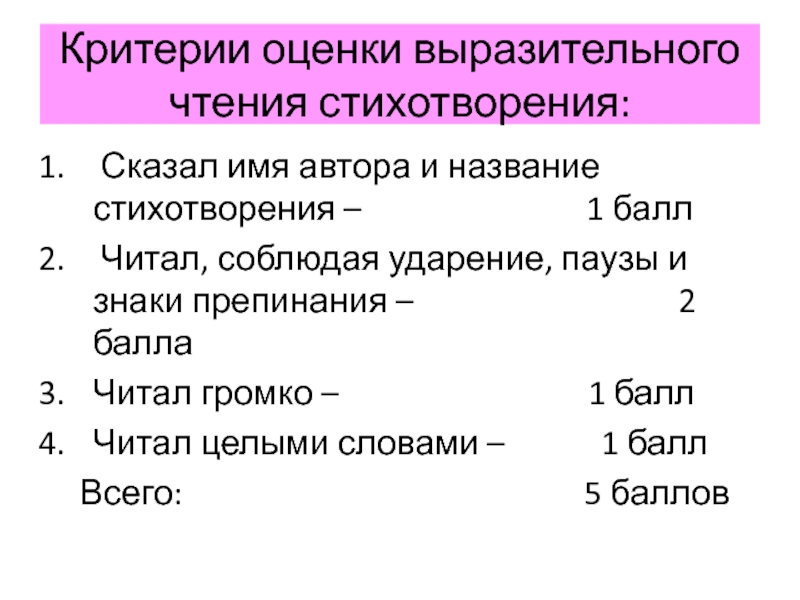 Критерии оценки выразительного
чтения стихотворения:
1. Сказал имя автора и название
стихотворения – 1 балл
2. Читал, соблюдая ударение, паузы и
знаки препинания – 2
балла
3. Читал громко – 1 балл
4. Читал целыми словами – 1 балл
Всего: 5 баллов